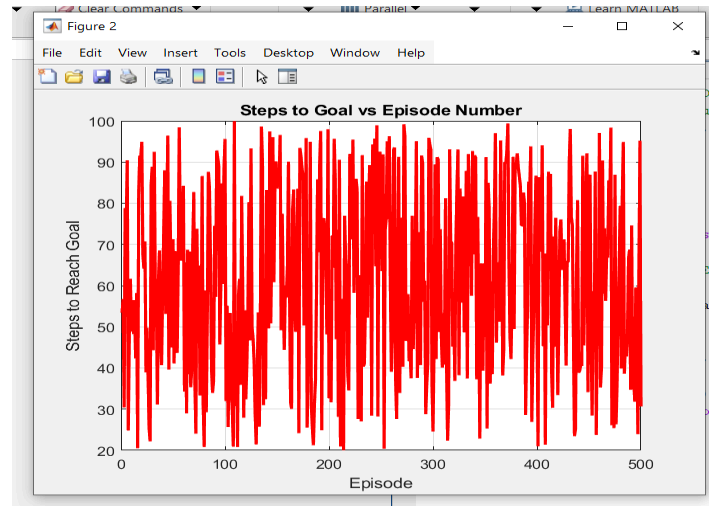 Clear Commands
Parallel
Learn MATLAB
Figure 2
File Edit View Insert Tools Desktop Window Help
Steps to Goal vs Episode Number
Steps to Reach Goal
100
90
80
70
60
50
40
30
20
0 100 200 300 400 500
Episode